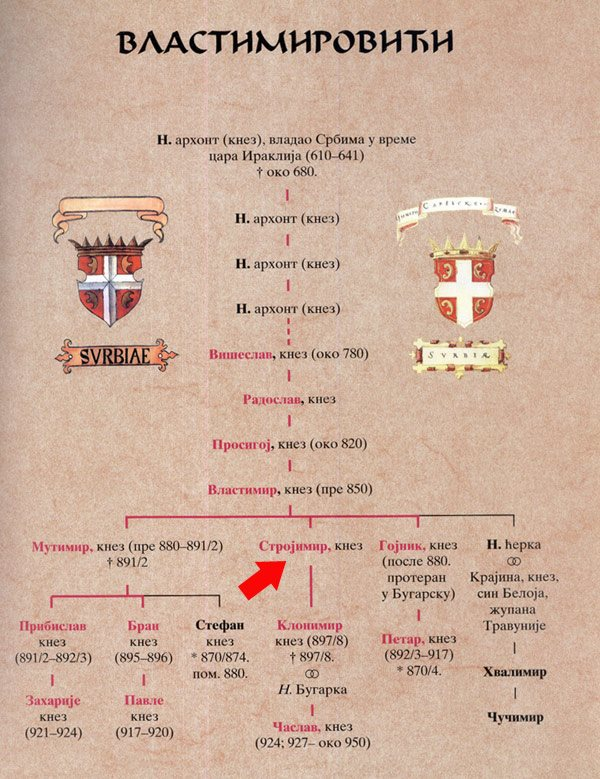 ВЛАСТИМИРОВИЋИ
Н. архонт (кнез), владао Србима у време
цара Ираклија (610–641)
† око 680.
Н. архонт (кнез)
Н. архонт (кнез)
Н. архонт (кнез)
SVRBIAE
SVRBIÆ
Вишеслав, кнез (око 780)
Радослав, кнез
Просигој, кнез (око 820)
Властимир, кнез (пре 850)
Мутимир, кнез (пре 880–891/2)
† 891/2
Стројимир, кнез
Гојник, кнез
(после 880.
протеран
у Бугарску)
Н. ћерка
Крајина, кнез,
син Белоја,
жупана
Травуније
Прибислав
кнез
(891/2–892/3)
Бран
кнез
(895–896)
Стефан
кнез
* 870/874.
пом. 880.
Клонимир
кнез (897/8)
† 897/8.
Н. Бугарка
Петар, кнез
(892/3–917)
* 870/4.
Хвалимир
Захарије
кнез
(921–924)
Павле
кнез
(917–920)
Часлав, кнез
(924; 927– око 950)
Чучимир